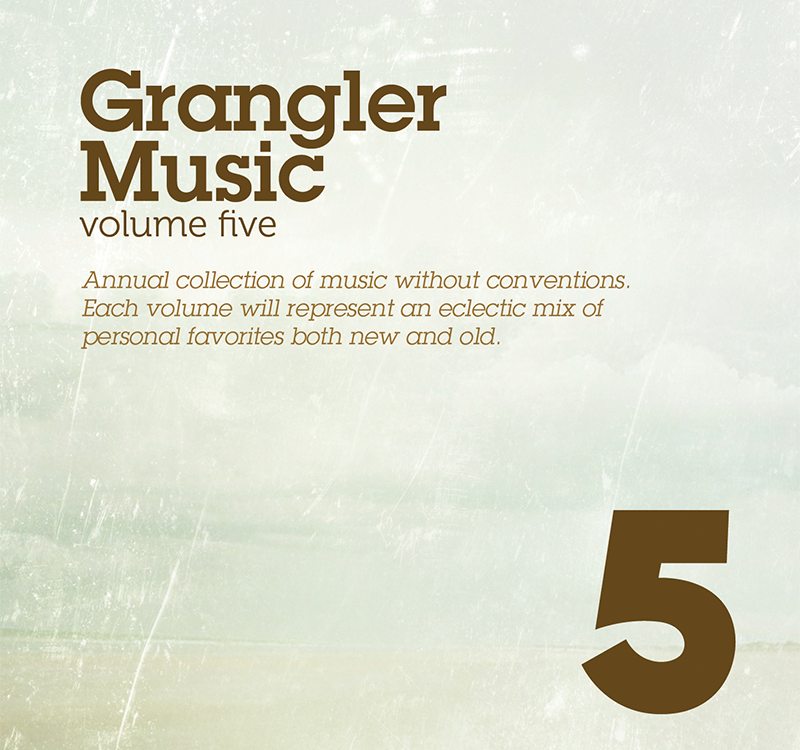 Grangler
Music
volume five
Annual collection of music without conventions.
Each volume will represent an eclectic mix of
personal favorites both new and old.
5